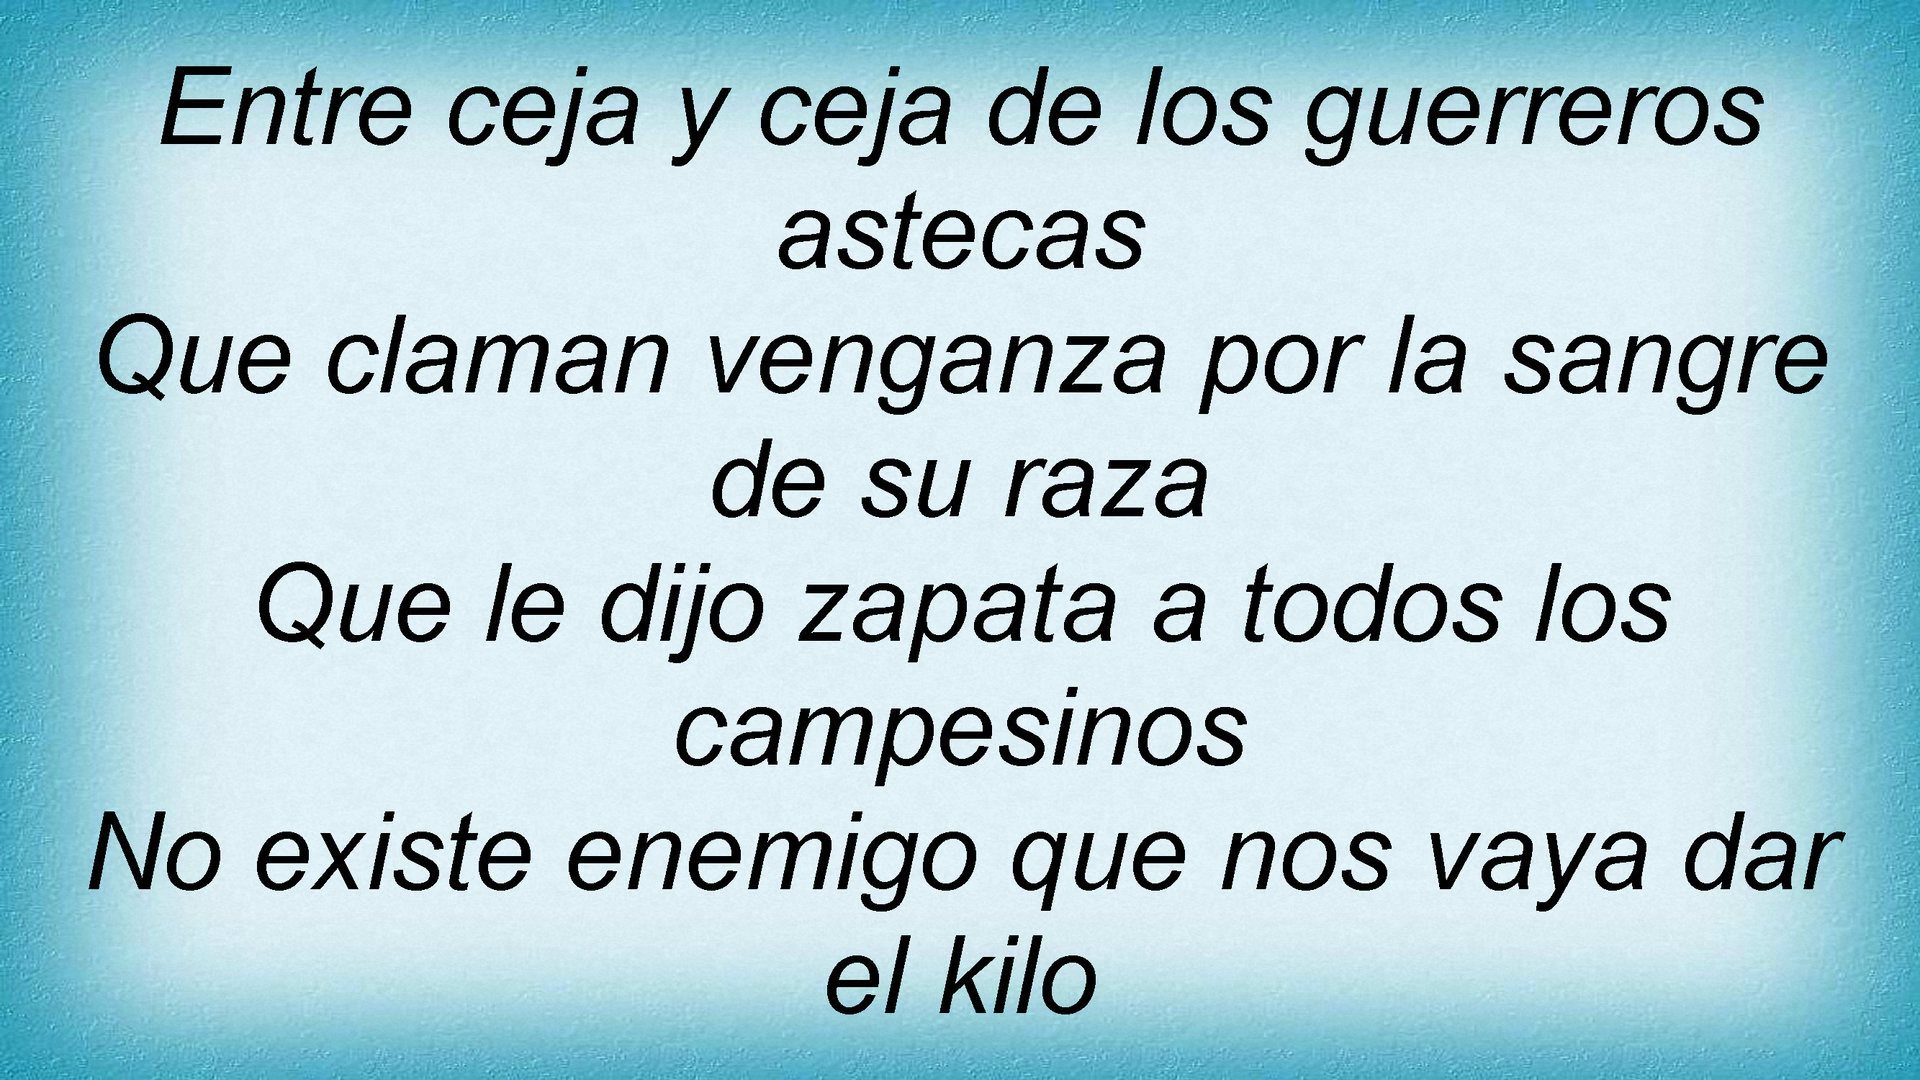 Entre ceja y ceja de los guerreros
astecas
Que claman venganza por la sangre
de su raza
Que le dijo zapata a todos los
campesinos
No existe enemigo que nos vaya dar
el kilo